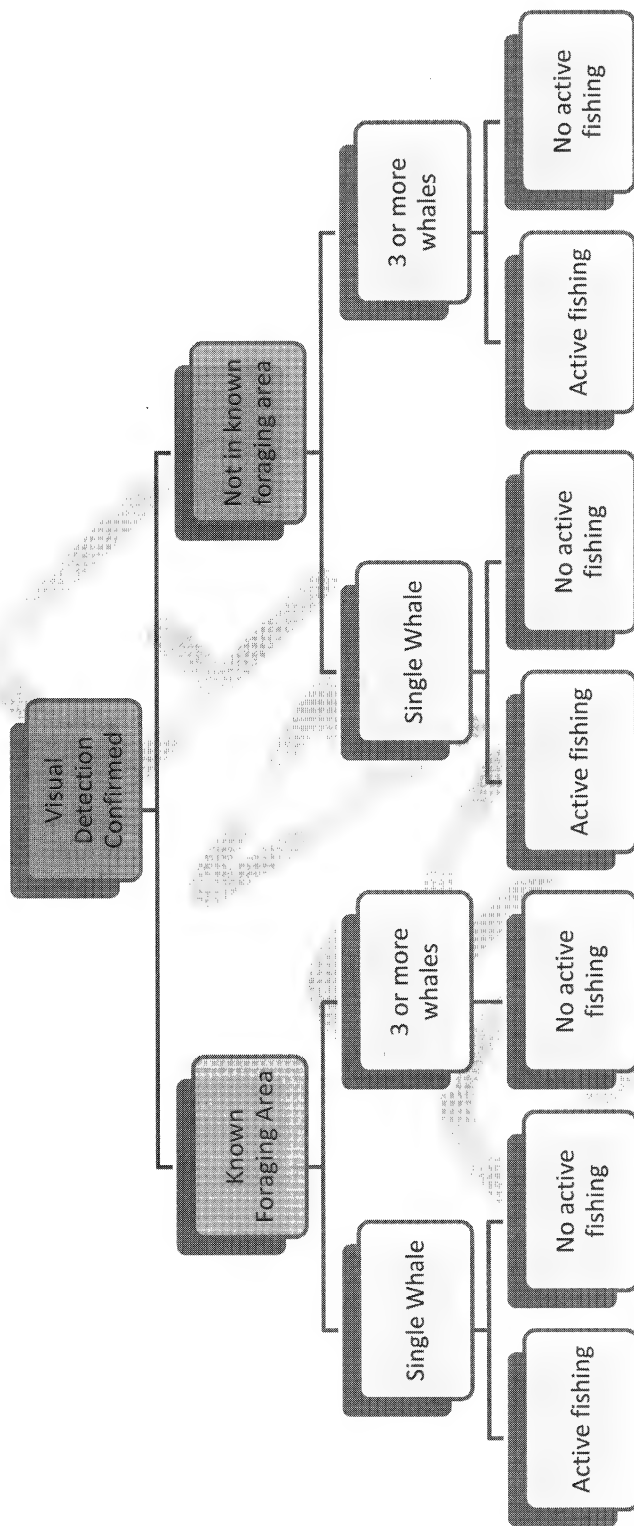 Visual
Detection
Confirmed
Known
Foraging Area
Not in known
foraging area
Single Whale
3 or more
whales
Single Whale
3 or more
whales
Active fishing
No active
fishing
No active
fishing
Active fishing
No active
fishing
Active fishing
No active
fishing